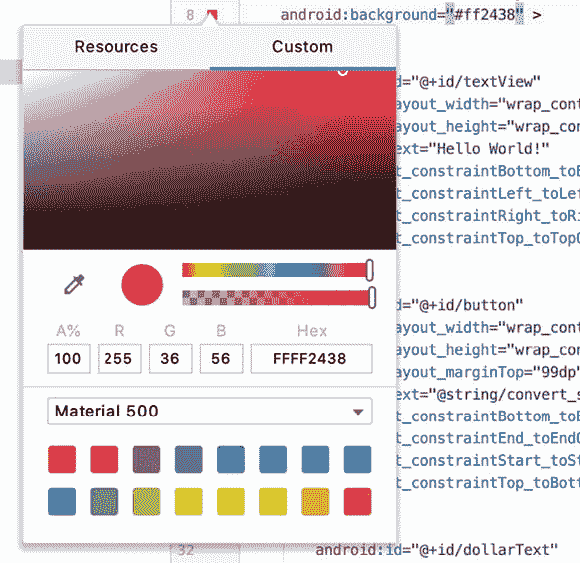 8 android:background="#ff2438" >
Resources Custom
d="@+id/textView"
ayout_width="wrap_cont
ayout_height="wrap_con
ext="Hello World!"
t_constraintBottom_toB
t_constraintLeft_toLef
t_constraintRight_toRi
t_constraintTop_toTopO
d="@+id/button"
ayout_width="wrap_cont
ayout_height="wrap_con
ayout_marginTop="99dp"
ext="@string/convert_s
t_constraintBottom_toB
t_constraintEnd_toEndO
t_constraintStart_toSt
t_constraintTop_toBott
A% R G B Hex
100 255 36 56 FFFF2438
Material 500
32 android:id="@+id/dollarText"